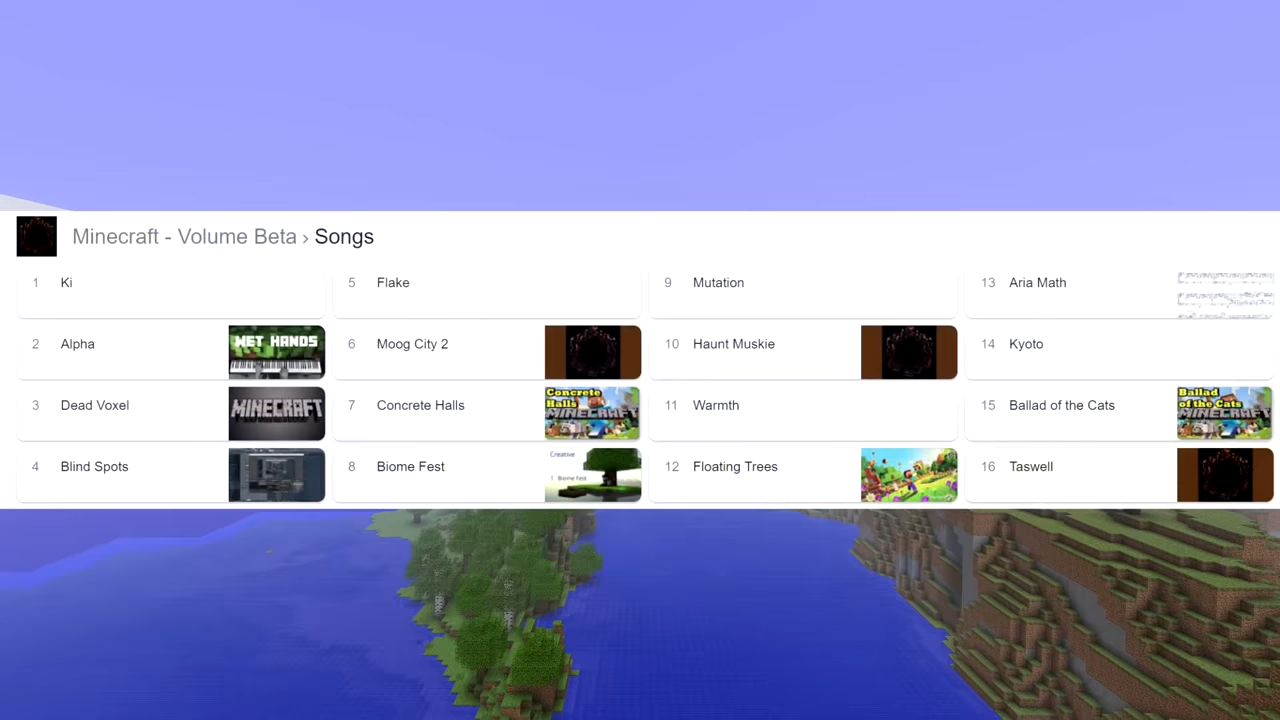 Minecraft - Volume Beta › Songs
1 Ki
2 Alpha
WET HANDS
3 Dead Voxel
MINECRAFT
4 Blind Spots
5 Flake
6 Moog City 2
7 Concrete Halls
Concrete
Halls
MINECRAFT
8 Biome Fest
Creative
1 Biome Fest
9 Mutation
10 Haunt Muskie
11 Warmth
12 Floating Trees
13 Aria Math
14 Kyoto
15 Ballad of the Cats
Ballad
of the Cats
MINECRAFT
16 Taswell